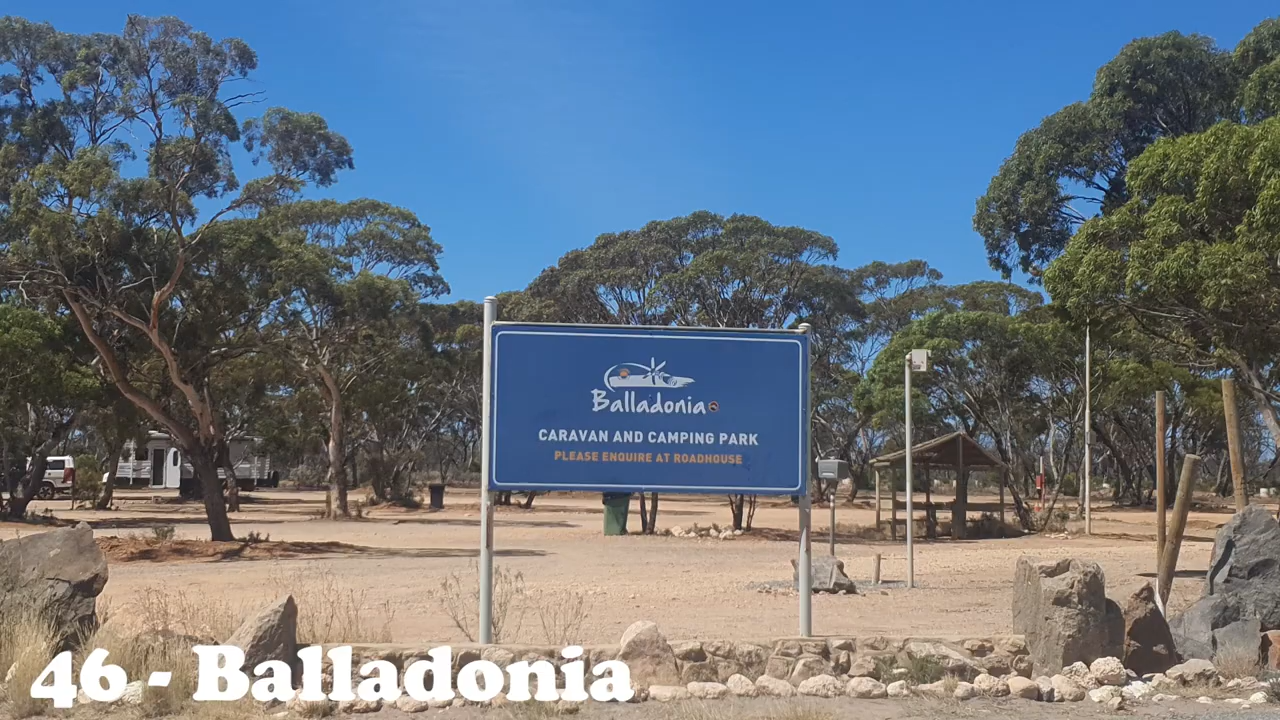 Balladonia
CARAVAN AND CAMPING PARK
PLEASE ENQUIRE AT ROADHOUSE
46 - Balladonia